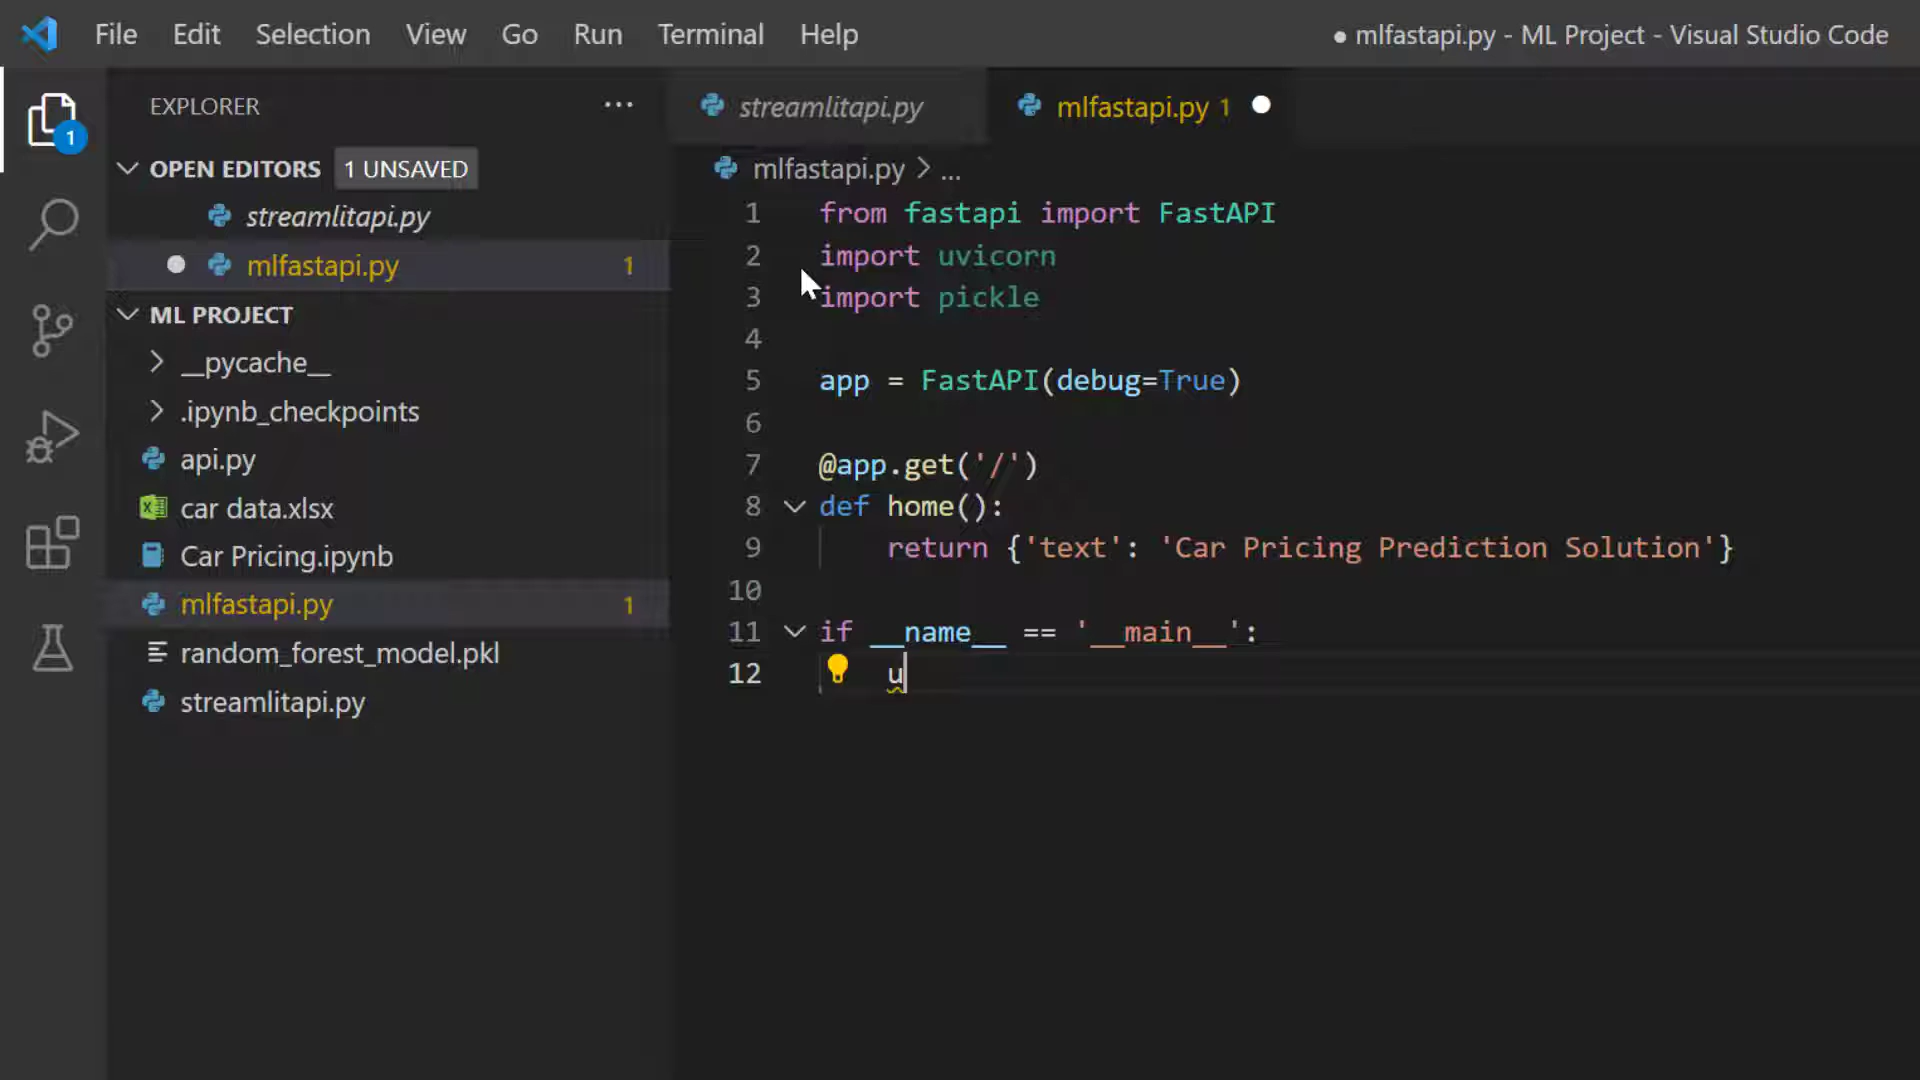 File Edit Selection View Go Run Terminal Help ● mlfastapi.py - ML Project - Visual Studio Code
EXPLORER ...
streamlitapi.py mlfastapi.py 1
1
OPEN EDITORS 1 UNSAVED
mlfastapi.py > ...
streamlitapi.py
mlfastapi.py 1
ML PROJECT
__pycache__
.ipynb_checkpoints
api.py
car data.xlsx
Car Pricing.ipynb
mlfastapi.py 1
random_forest_model.pkl
streamlitapi.py
1 from fastapi import FastAPI
2 import uvicorn
3 import pickle
4
5 app = FastAPI(debug=True)
6
7 @app.get('/')
8 def home():
9 return {'text': 'Car Pricing Prediction Solution'}
10
11 if __name__ == '__main__':
12 u